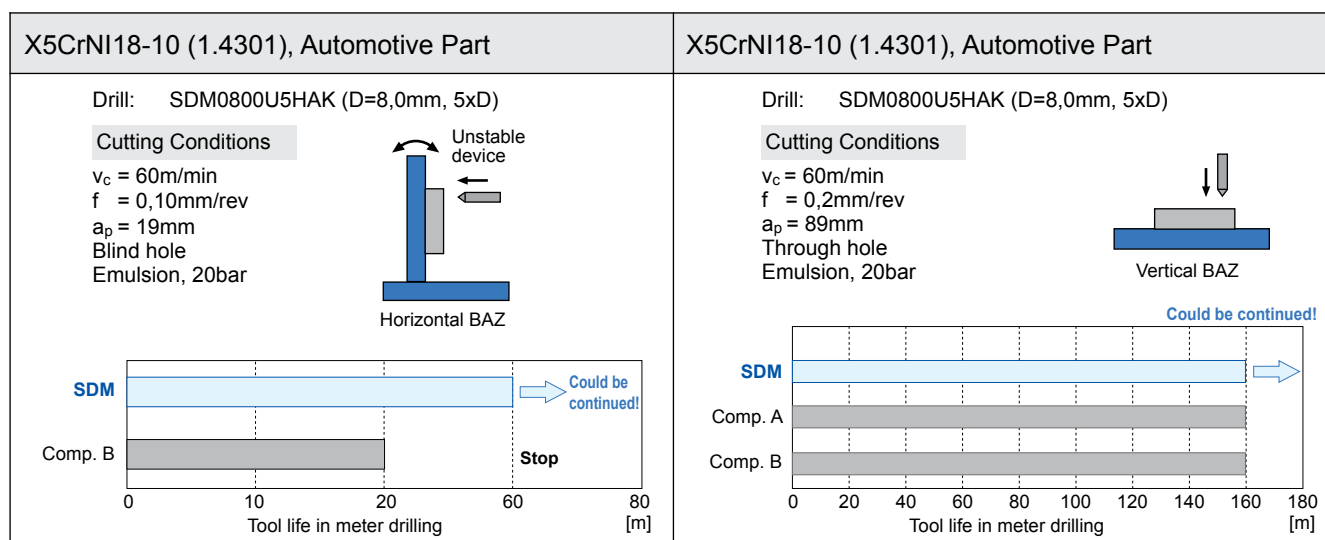 X5CrNI18-10 (1.4301), Automotive Part
Drill: SDM0800U5HAK (D=8,0mm, 5xD)
Cutting Conditions
vc = 60m/min
f = 0,10mm/rev
ap = 19mm
Blind hole
Emulsion, 20bar
Unstable
device
Horizontal BAZ
SDM
Could be
continued!
Comp. B
Stop
0 10 20 60 80
Tool life in meter drilling [m]
X5CrNI18-10 (1.4301), Automotive Part
Drill: SDM0800U5HAK (D=8,0mm, 5xD)
Cutting Conditions
vc = 60m/min
f = 0,2mm/rev
ap = 89mm
Through hole
Emulsion, 20bar
Vertical BAZ
Could be continued!
SDM
Comp. A
Comp. B
0 20 40 60 80 100 120 140 160 180
Tool life in meter drilling [m]